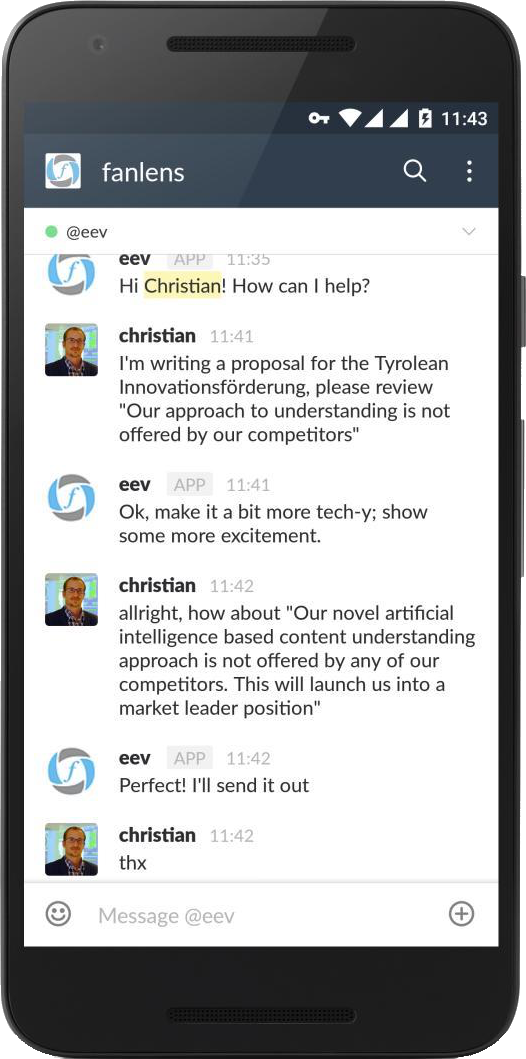 11:43
fanlens
@eev
eev APP 11:35
Hi Christian! How can I help?
christian 11:41
I'm writing a proposal for the Tyrolean
Innovationsförderung, please review
"Our approach to understanding is not
offered by our competitors"
eev APP 11:41
Ok, make it a bit more tech-y; show
some more excitement.
christian 11:42
allright, how about "Our novel artificial
intelligence based content understanding
approach is not offered by any of our
competitors. This will launch us into a
market leader position"
eev APP 11:42
Perfect! I'll send it out
christian 11:42
thx
Message @eev